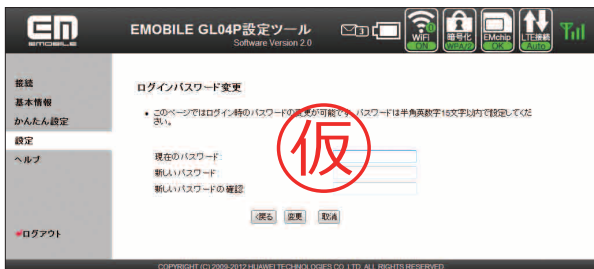 EM
EMOBILE
EMOBILE GL04P設定ツール
Software Version 2.0
3
WiFi
ON
暗号化
WPA/2
EMchip
OK
LTE接続
Auto
接続
基本情報
かんたん設定
設定
ヘルプ
ログアウト
ログインパスワード変更
• このページではログイン時のパスワードの変更が可能です。パスワードは半角英数字15文字以内で設定してくだ
さい。
現在のパスワード:
新しいパスワード:
新しいパスワードの確認:
仮
<戻る 変更 取消
COPYRIGHT (C) 2009-2012 HUAWEI TECHNOLOGIES CO., LTD. ALL RIGHTS RESERVED.